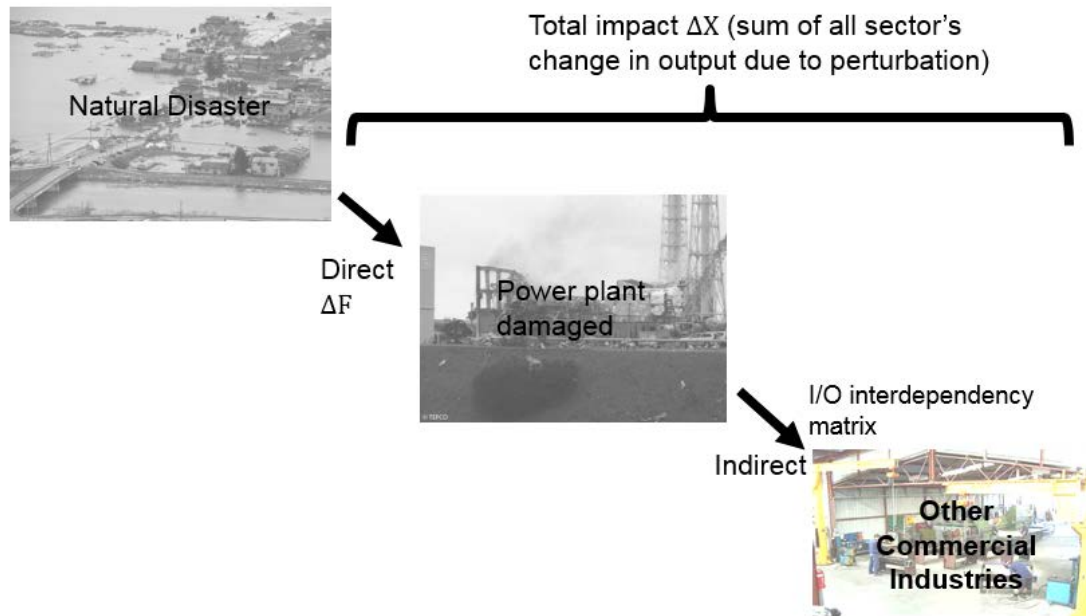 Total impact ΔX (sum of all sector's
change in output due to perturbation)
Natural Disaster
Direct
ΔF
Power plant
damaged
© TEPCO
I/O interdependency
matrix
Indirect
Other
Commercial
Industries